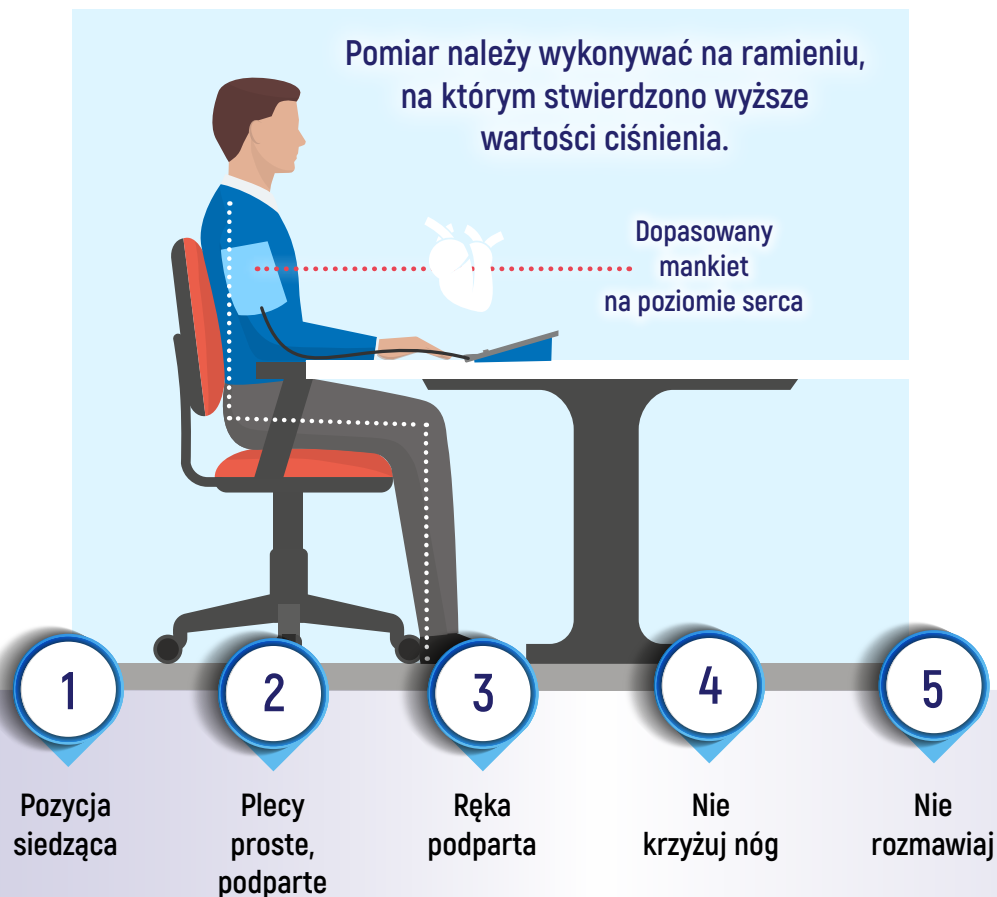 Pomiar należy wykonywać na ramieniu,
na którym stwierdzono wyższe
wartości ciśnienia.
Dopasowany
mankiet
na poziomie serca
1
Pozycja
siedząca
2
Plecy
proste,
podparte
3
Ręka
podparta
4
Nie
krzyżuj nóg
5
Nie
rozmawiaj